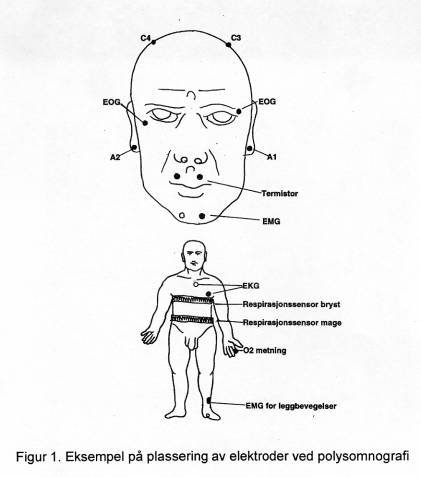 C4
C3
EOG
EOG
A2
A1
Termistor
EMG
EKG
Respirasjonssensor bryst
Respirasjonssensor mage
O2 metning
EMG for leggbevegelser
Figur 1. Eksempel på plassering av elektroder ved polysomnografi